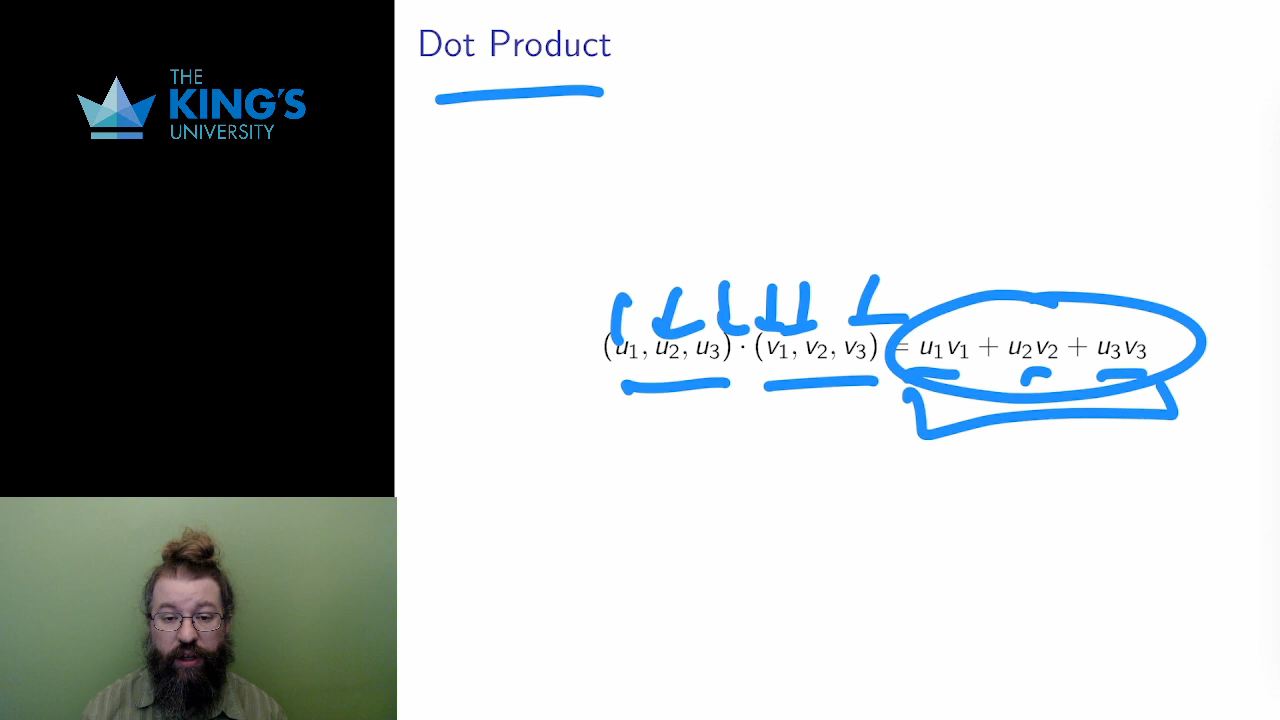 THE
KING'S
UNIVERSITY
Dot Product
(u₁, u₂, u₃) · (v₁, v₂, v₃) = u₁v₁ + u₂v₂ + u₃v₃